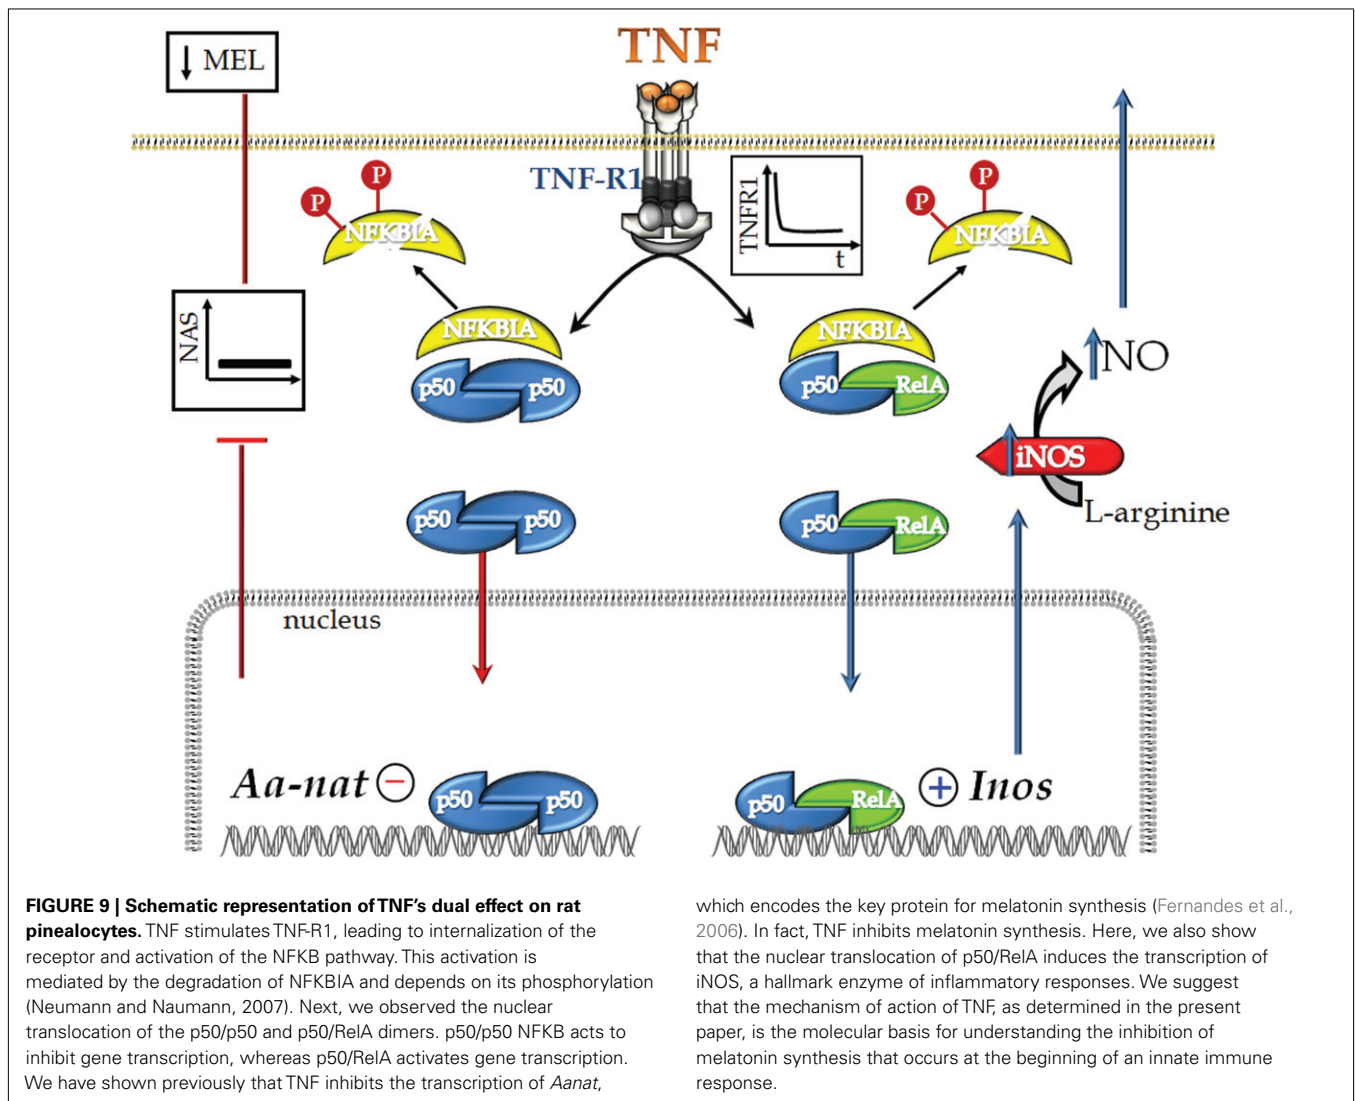 ↓ MEL
TNF
TNF-R1
TNFR1
t
P
P
NFKBIA
P
P
NFKBIA
NAS
NFKBIA
p50
p50
NFKBIA
p50
RelA
↑NO
iNOS
L-arginine
p50
p50
p50
RelA
nucleus
Aa-nat −
p50
p50
p50
RelA
+ Inos
FIGURE 9 | Schematic representation of TNF's dual effect on rat
pinealocytes. TNF stimulates TNF-R1, leading to internalization of the
receptor and activation of the NFKB pathway. This activation is
mediated by the degradation of NFKBIA and depends on its phosphorylation
(Neumann and Naumann, 2007). Next, we observed the nuclear
translocation of the p50/p50 and p50/RelA dimers. p50/p50 NFKB acts to
inhibit gene transcription, whereas p50/RelA activates gene transcription.
We have shown previously that TNF inhibits the transcription of Aanat,
which encodes the key protein for melatonin synthesis (Fernandes et al.,
2006). In fact, TNF inhibits melatonin synthesis. Here, we also show
that the nuclear translocation of p50/RelA induces the transcription of
iNOS, a hallmark enzyme of inflammatory responses. We suggest
that the mechanism of action of TNF, as determined in the present
paper, is the molecular basis for understanding the inhibition of
melatonin synthesis that occurs at the beginning of an innate immune
response.